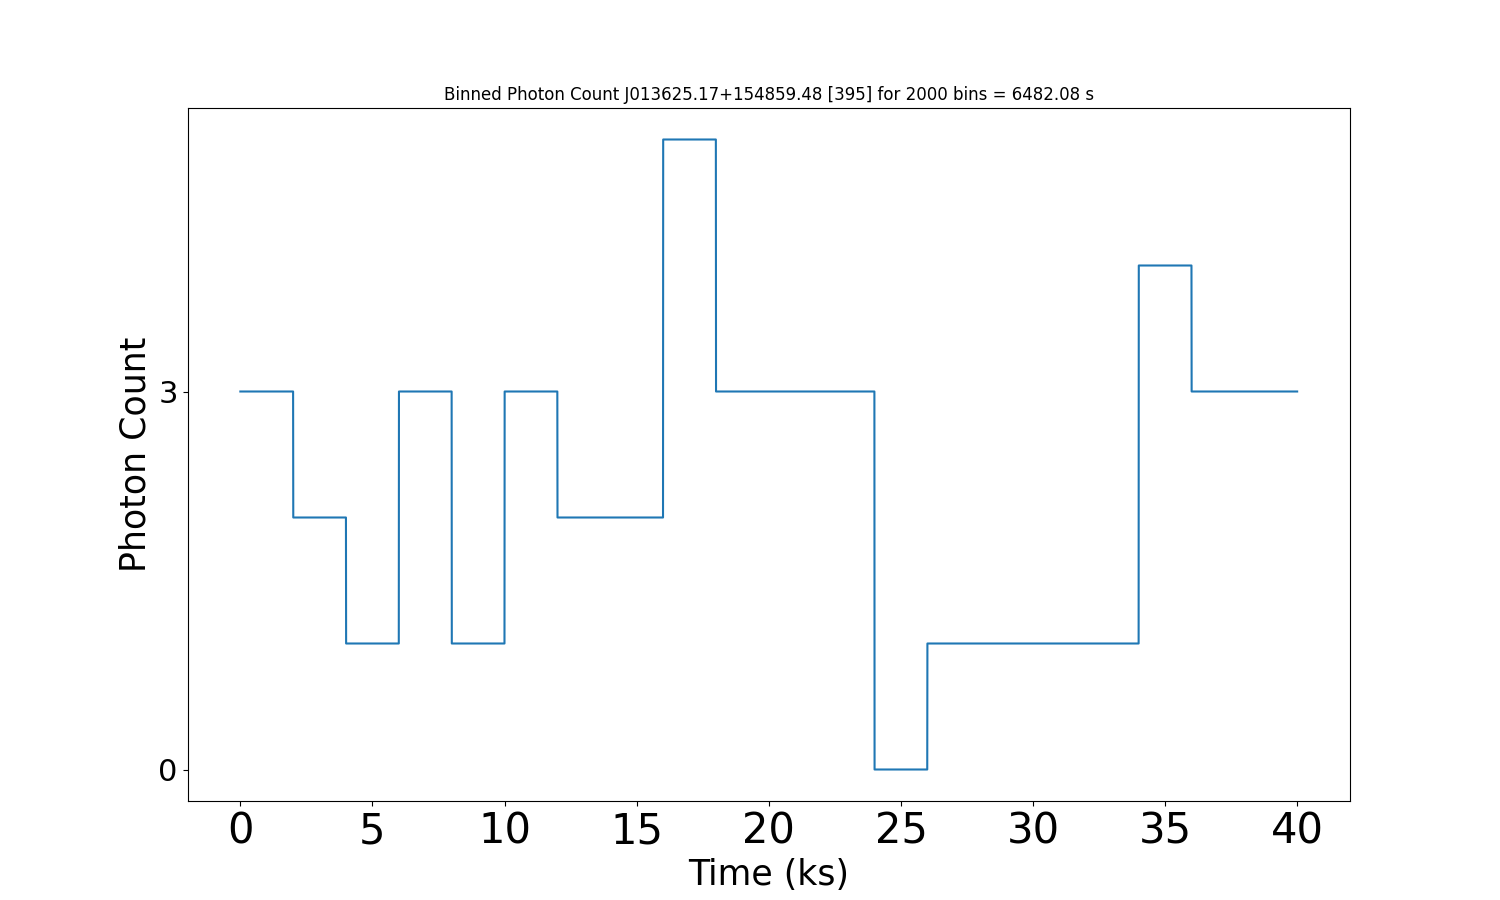 Binned Photon Count J013625.17+154859.48 [395] for 2000 bins = 6482.08 s
Photon Count
3
0
0 5 10 15 20 25 30 35 40
Time (ks)